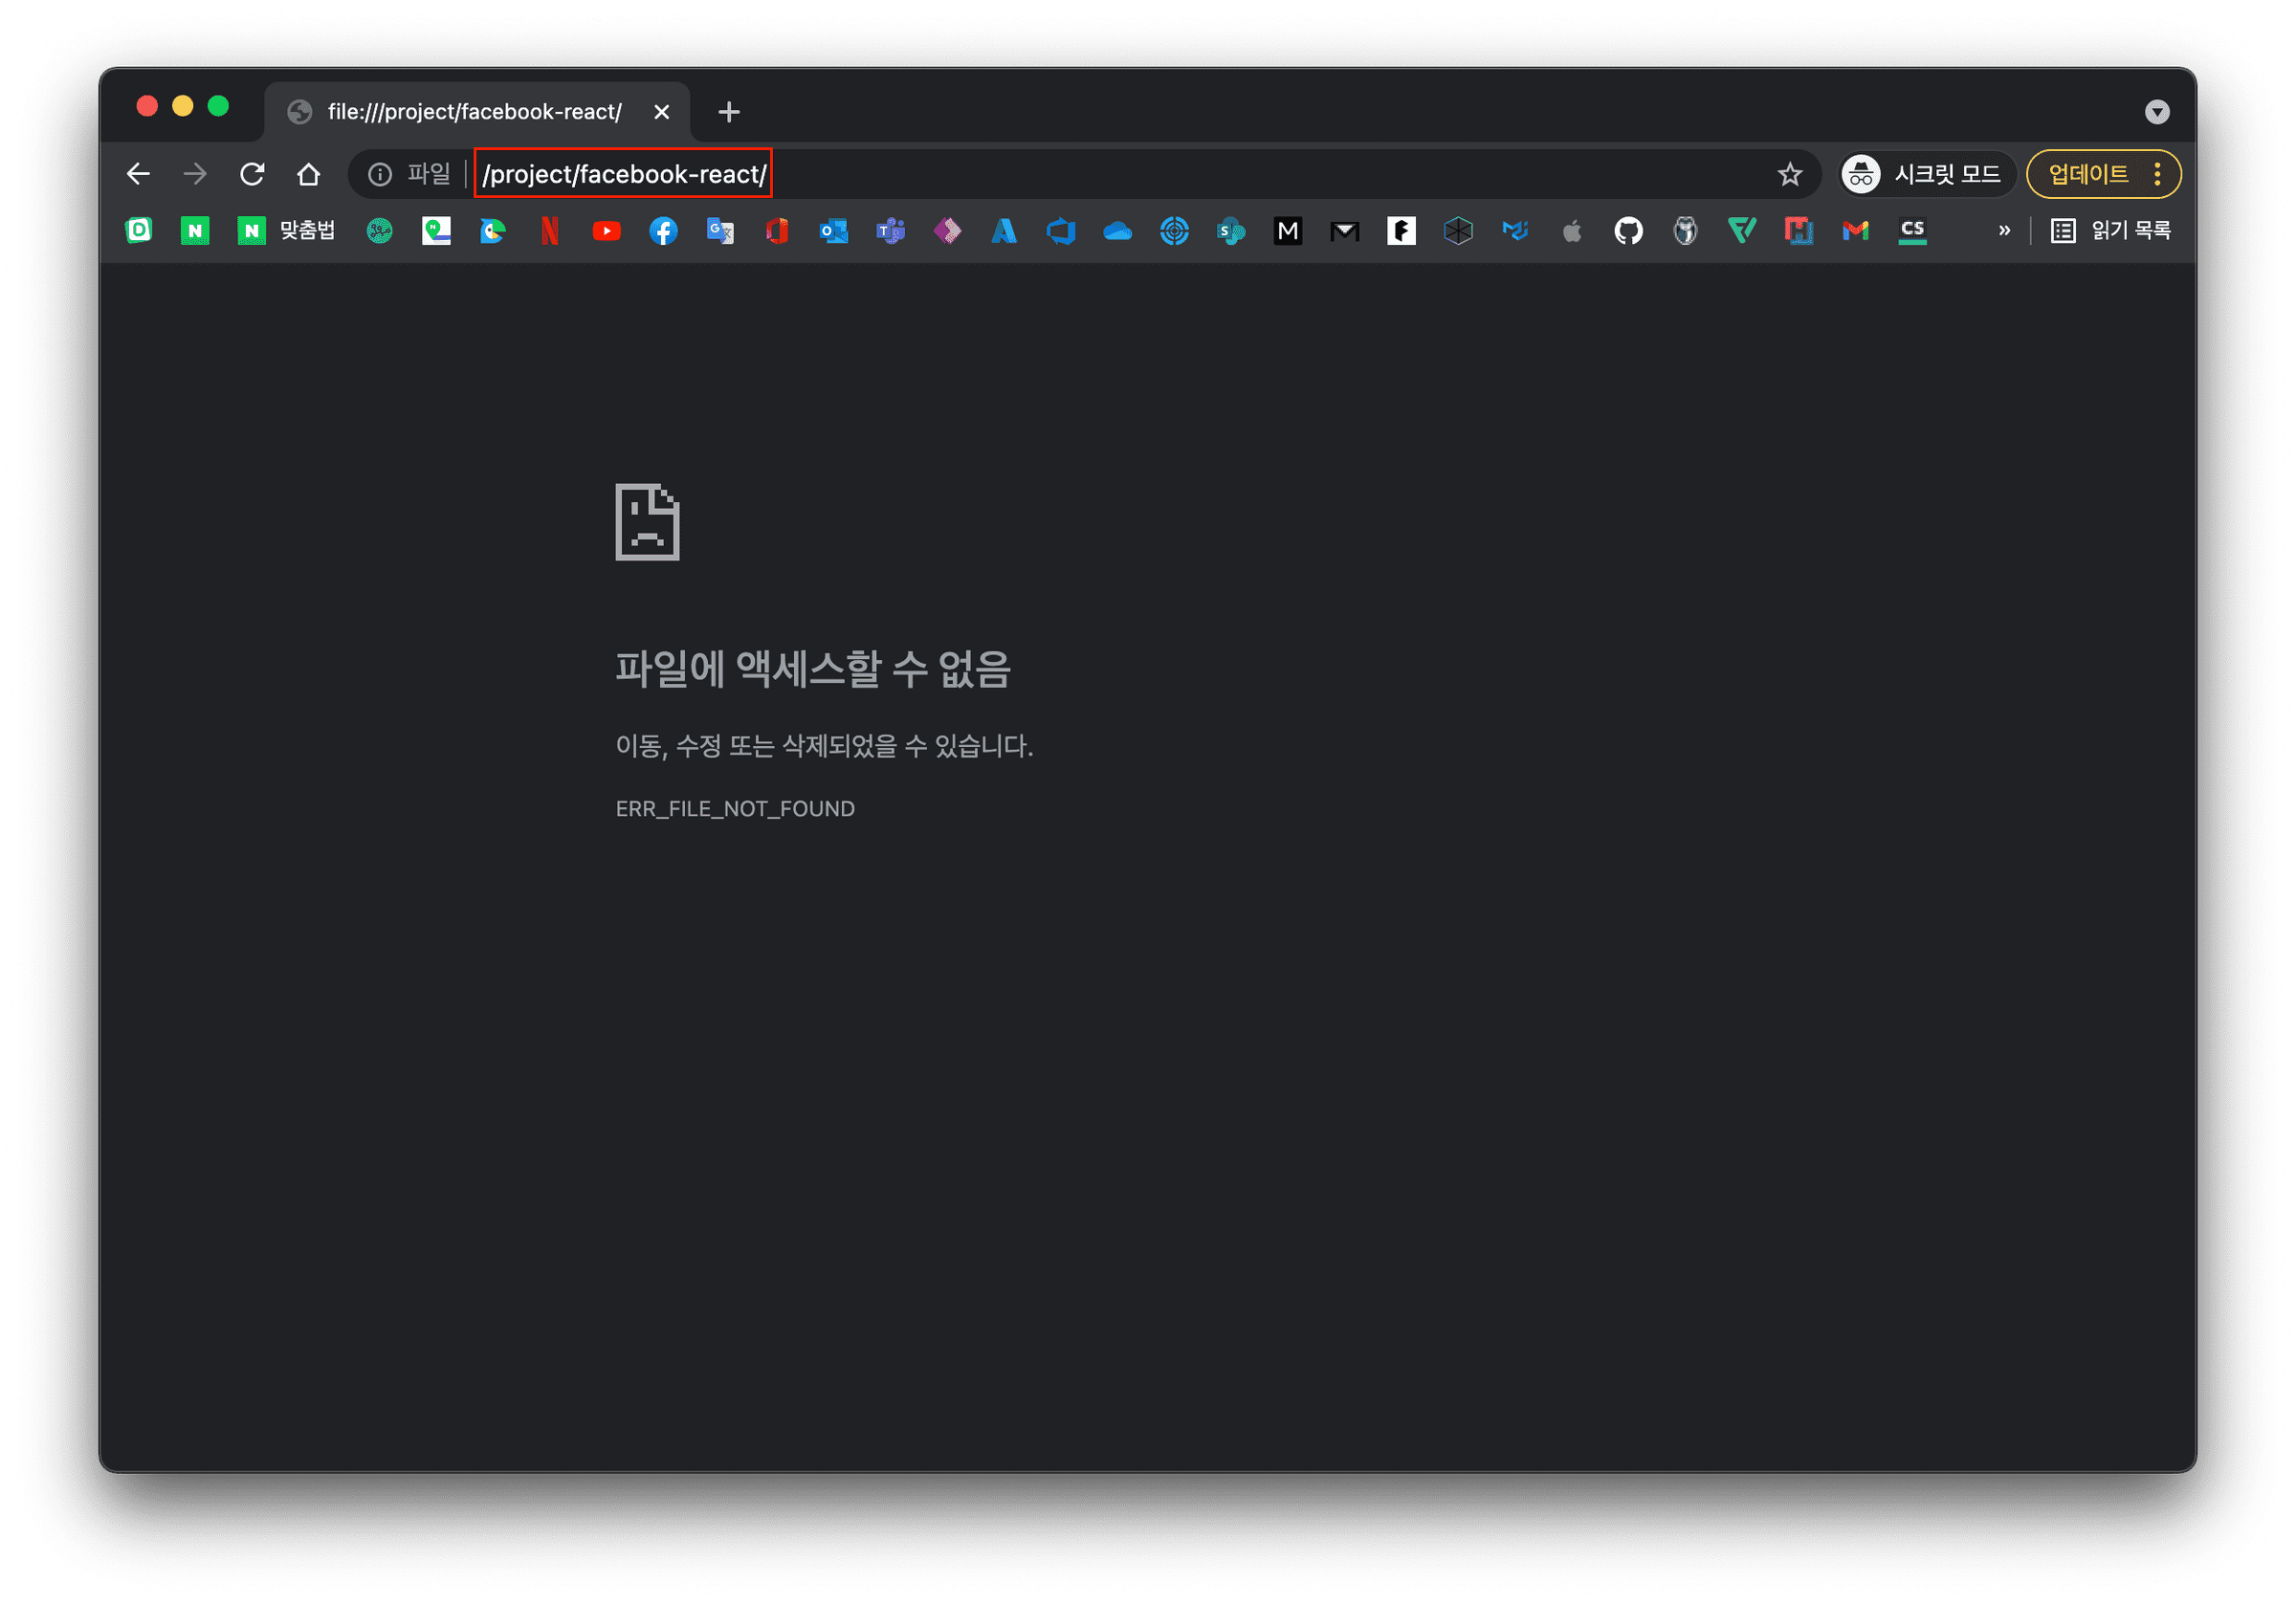 file:///project/facebook-react/
파일 /project/facebook-react/ 시크릿 모드 업데이트
N N 맞춤법 M CS » 읽기 목록
파일에 액세스할 수 없음
이동, 수정 또는 삭제되었을 수 있습니다.
ERR_FILE_NOT_FOUND